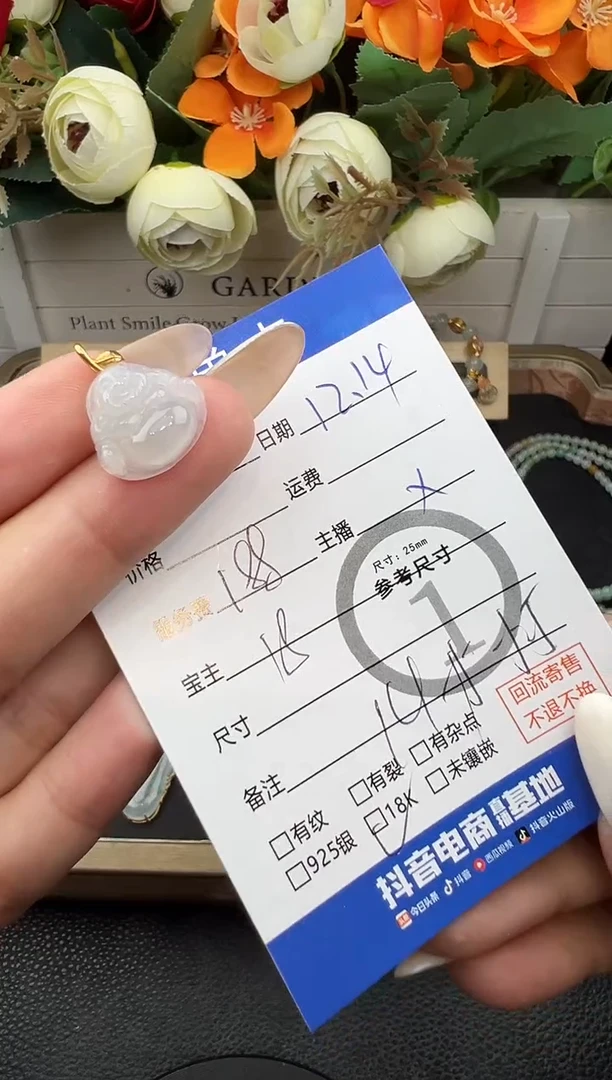 GARD
Plant Smile Grow
日期 12.14
运费
价格
主播 X
188
尺寸：25mm
参考尺寸
1
宝主 18
尺寸
备注
回流寄售
不退不换
□有纹 □有裂 □有杂点
□925银 □18K □未镶嵌
抖音电商直播基地
今日头条 抖音 西瓜视频 抖音火山版